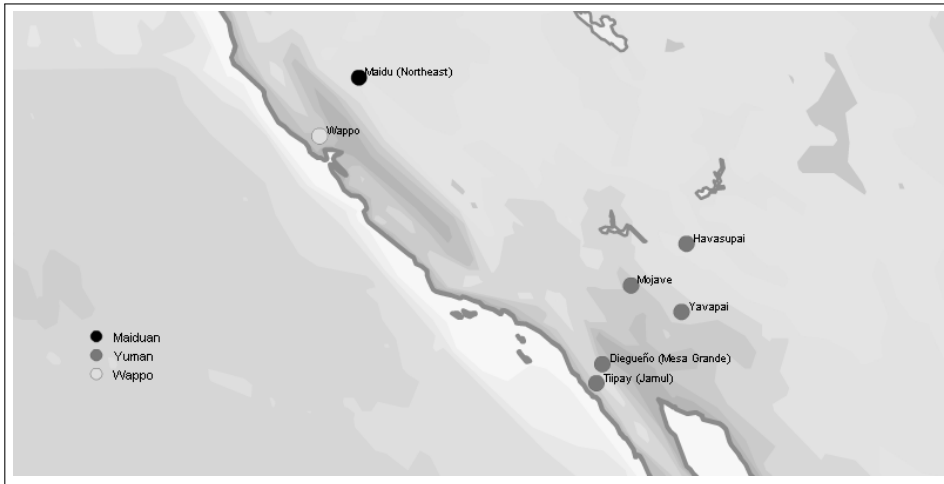 Maidu (Northeast)
Wappo
Havasupai
Mojave
Yavapai
Diegueño (Mesa Grande)
Tiipay (Jamul)
Maiduan
Yuman
Wappo